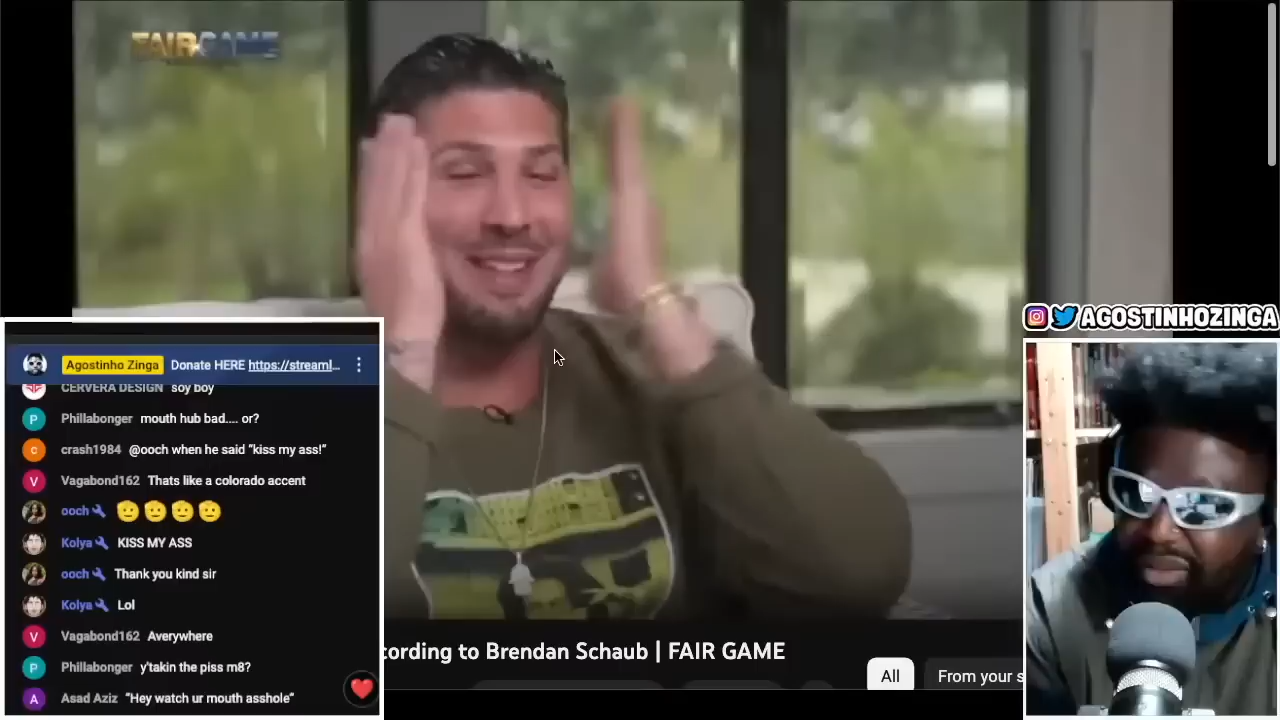 FAIR GAME
AGOSTINHOZINGA
Agostinho Zinga Donate HERE https://streaml...
CERVERA DESIGN soy boy
P Phillabonger mouth hub bad.... or?
c crash1984 @ooch when he said “kiss my ass!”
V Vagabond162 Thats like a colorado accent
ooch
Kolya KISS MY ASS
ooch Thank you kind sir
Kolya Lol
V Vagabond162 Averywhere
P Phillabonger y'takin the piss m8?
A Asad Aziz “Hey watch ur mouth asshole”
cording to Brendan Schaub | FAIR GAME
All From your s